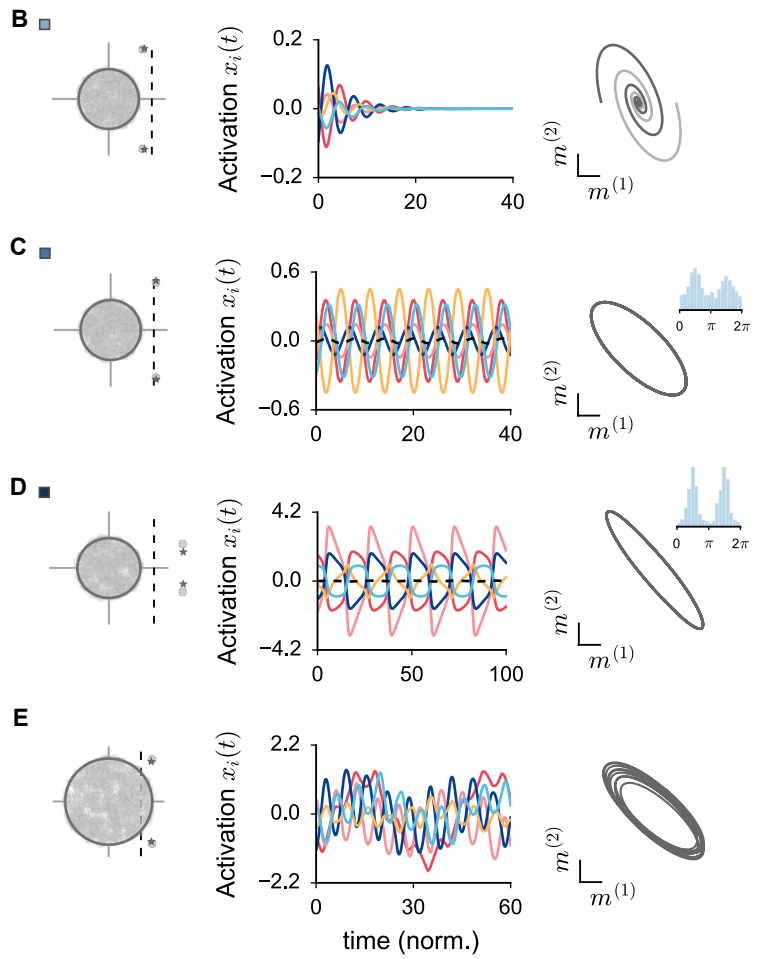 B
Activation x_i(t)
0.2
0.0
−0.2
0
20
40
m^(2)
m^(1)
C
Activation x_i(t)
0.6
0.0
−0.6
0
20
40
0
π
2π
m^(2)
m^(1)
D
Activation x_i(t)
4.2
0.0
−4.2
0
50
100
0
π
2π
m^(2)
m^(1)
E
Activation x_i(t)
2.2
0.0
−2.2
0
30
60
time (norm.)
m^(2)
m^(1)